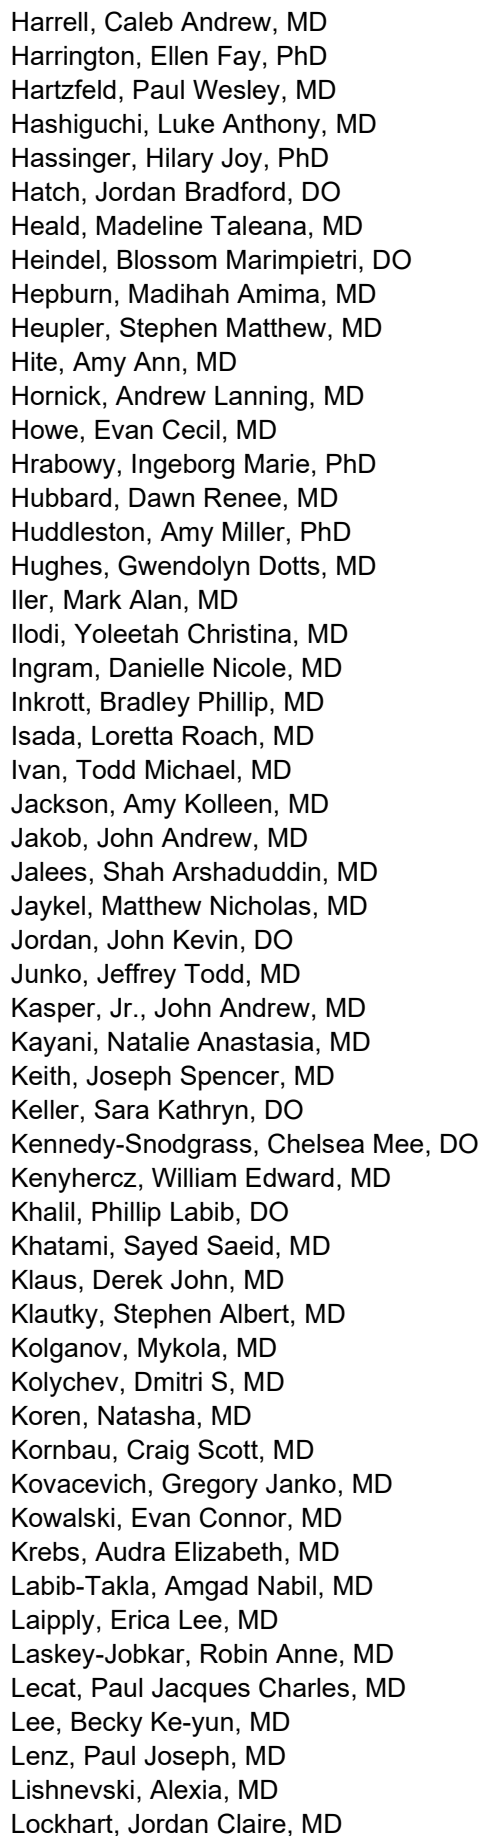 Harrell, Caleb Andrew, MD
Harrington, Ellen Fay, PhD
Hartzfeld, Paul Wesley, MD
Hashiguchi, Luke Anthony, MD
Hassinger, Hilary Joy, PhD
Hatch, Jordan Bradford, DO
Heald, Madeline Taleana, MD
Heindel, Blossom Marimpietri, DO
Hepburn, Madihah Amima, MD
Heupler, Stephen Matthew, MD
Hite, Amy Ann, MD
Hornick, Andrew Lanning, MD
Howe, Evan Cecil, MD
Hrabowy, Ingeborg Marie, PhD
Hubbard, Dawn Renee, MD
Huddleston, Amy Miller, PhD
Hughes, Gwendolyn Dotts, MD
Iler, Mark Alan, MD
Ilodi, Yoleetah Christina, MD
Ingram, Danielle Nicole, MD
Inkrott, Bradley Phillip, MD
Isada, Loretta Roach, MD
Ivan, Todd Michael, MD
Jackson, Amy Kolleen, MD
Jakob, John Andrew, MD
Jalees, Shah Arshaduddin, MD
Jaykel, Matthew Nicholas, MD
Jordan, John Kevin, DO
Junko, Jeffrey Todd, MD
Kasper, Jr., John Andrew, MD
Kayani, Natalie Anastasia, MD
Keith, Joseph Spencer, MD
Keller, Sara Kathryn, DO
Kennedy-Snodgrass, Chelsea Mee, DO
Kenyhercz, William Edward, MD
Khalil, Phillip Labib, DO
Khatami, Sayed Saeid, MD
Klaus, Derek John, MD
Klautky, Stephen Albert, MD
Kolganov, Mykola, MD
Kolychev, Dmitri S, MD
Koren, Natasha, MD
Kornbau, Craig Scott, MD
Kovacevich, Gregory Janko, MD
Kowalski, Evan Connor, MD
Krebs, Audra Elizabeth, MD
Labib-Takla, Amgad Nabil, MD
Laipply, Erica Lee, MD
Laskey-Jobkar, Robin Anne, MD
Lecat, Paul Jacques Charles, MD
Lee, Becky Ke-yun, MD
Lenz, Paul Joseph, MD
Lishnevski, Alexia, MD
Lockhart, Jordan Claire, MD